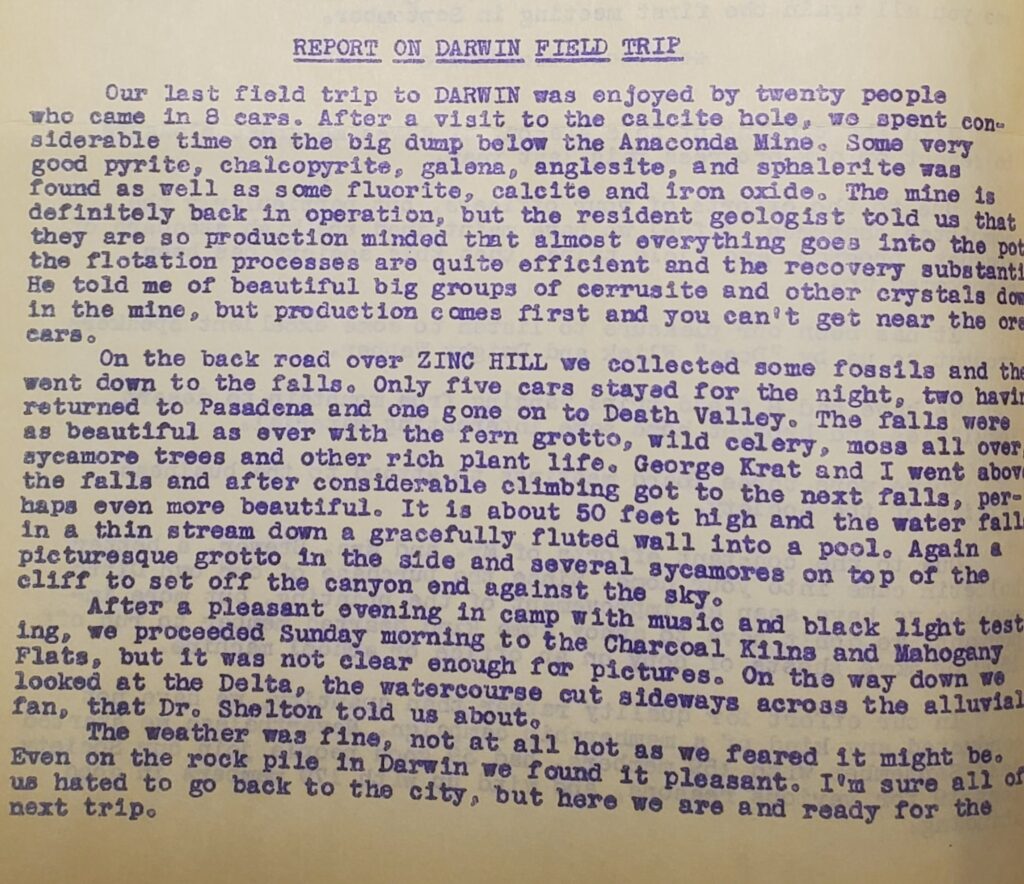 REPORT ON DARWIN FIELD TRIP
Our last field trip to DARWIN was enjoyed by twenty people
who came in 8 cars. After a visit to the calcite hole, we spent con-
siderable time on the big dump below the Anaconda Mine. Some very
good pyrite, chalcopyrite, galena, anglesite, and sphalerite was
found as well as some fluorite, calcite and iron oxide. The mine is
definitely back in operation, but the resident geologist told us that
they are so production minded that almost everything goes into the pot
the flotation processes are quite efficient and the recovery substanti
He told me of beautiful big groups of cerrusite and other crystals dow
in the mine, but production comes first and you can't get near the ore
cars.
On the back road over ZINC HILL we collected some fossils and the
went down to the falls. Only five cars stayed for the night, two havin
returned to Pasadena and one gone on to Death Valley. The falls were
as beautiful as ever with the fern grotto, wild celery, moss all over,
sycamore trees and other rich plant life. George Krat and I went above
the falls and after considerable climbing got to the next falls, per-
haps even more beautiful. It is about 50 feet high and the water fall
in a thin stream down a gracefully fluted wall into a pool. Again a
picturesque grotto in the side and several sycamores on top of the
cliff to set off the canyon end against the sky.
After a pleasant evening in camp with music and black light test
ing, we proceeded Sunday morning to the Charcoal Kilns and Mahogany
Flats, but it was not clear enough for pictures. On the way down we
looked at the Delta, the watercourse cut sideways across the alluvial
fan, that Dr. Shelton told us about.
The weather was fine, not at all hot as we feared it might be.
Even on the rock pile in Darwin we found it pleasant. I'm sure all of
us hated to go back to the city, but here we are and ready for the
next trip.